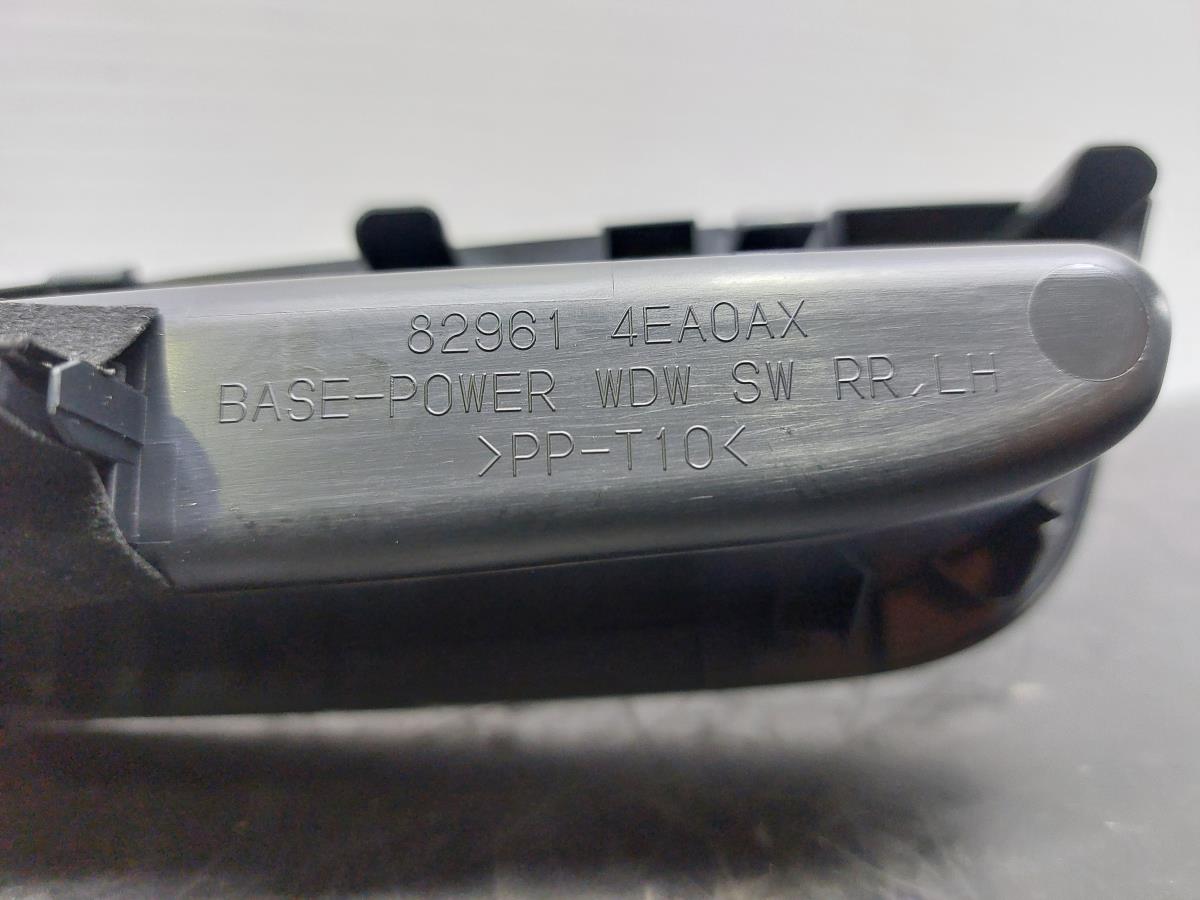 82961 4EA0AX
BASE-POWER WDW SW RR,LH
>PP-T10<